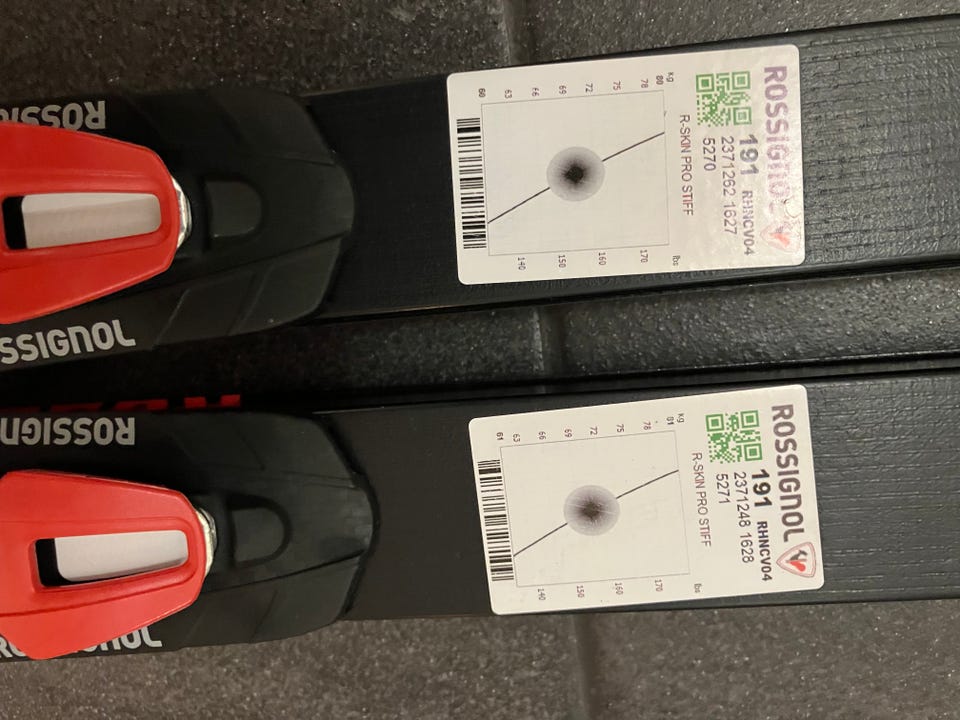 ROSSIGNOL
SSIGNOL
ROSSIGNOL
191 RHNCV04
2371262 1627
5270
R-SKIN PRO STIFF
kg
60 63 66 69 72 75 78 80
140 150 160 170 lbs
ROSSIGNOL
ROSSIGNOL
191 RHNCV04
2371248 1628
5271
R-SKIN PRO STIFF
kg
61 63 66 69 72 75 78 81
140 150 160 170 lbs